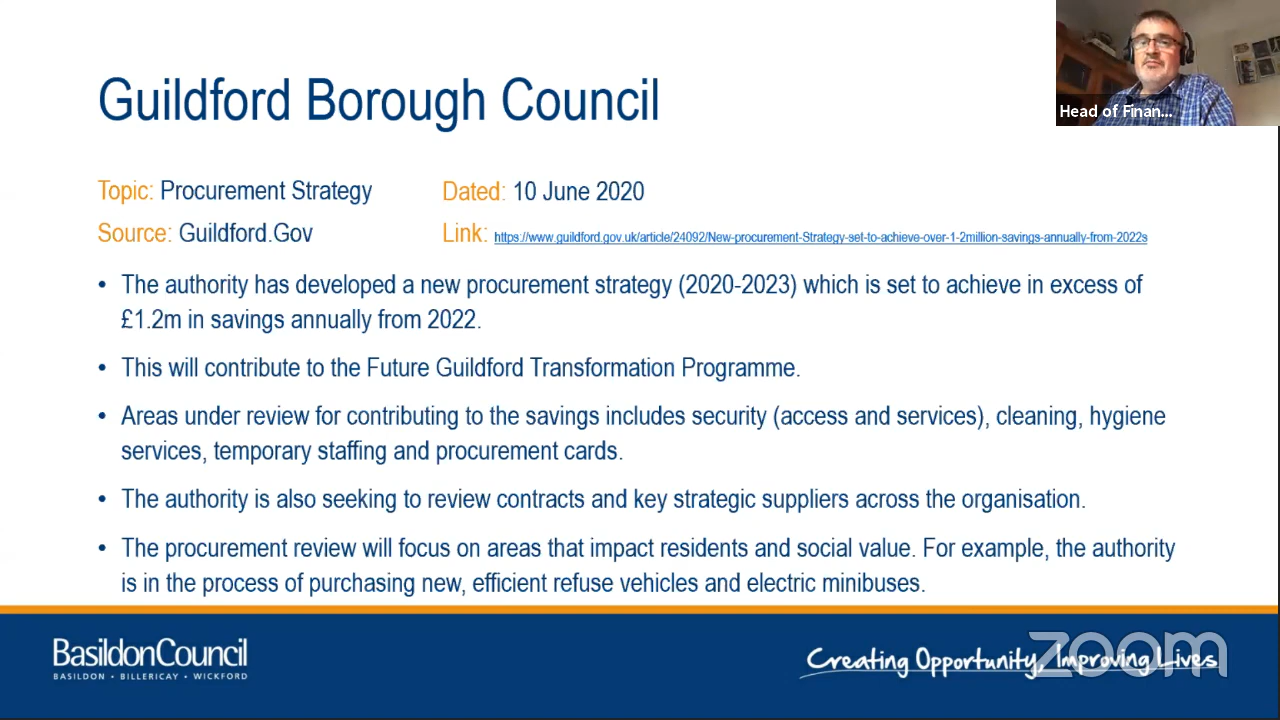 Guildford Borough Council
Head of Finan...
Topic: Procurement Strategy
Dated: 10 June 2020
Source: Guildford.Gov
Link: https://www.guildford.gov.uk/article/24092/New-procurement-Strategy-set-to-achieve-over-1-2million-savings-annually-from-2022s
• The authority has developed a new procurement strategy (2020-2023) which is set to achieve in excess of
£1.2m in savings annually from 2022.
• This will contribute to the Future Guildford Transformation Programme.
• Areas under review for contributing to the savings includes security (access and services), cleaning, hygiene
services, temporary staffing and procurement cards.
• The authority is also seeking to review contracts and key strategic suppliers across the organisation.
• The procurement review will focus on areas that impact residents and social value. For example, the authority
is in the process of purchasing new, efficient refuse vehicles and electric minibuses.
BasildonCouncil
BASILDON • BILLERICAY • WICKFORD
Creating Opportunity, Improving Lives
zoom